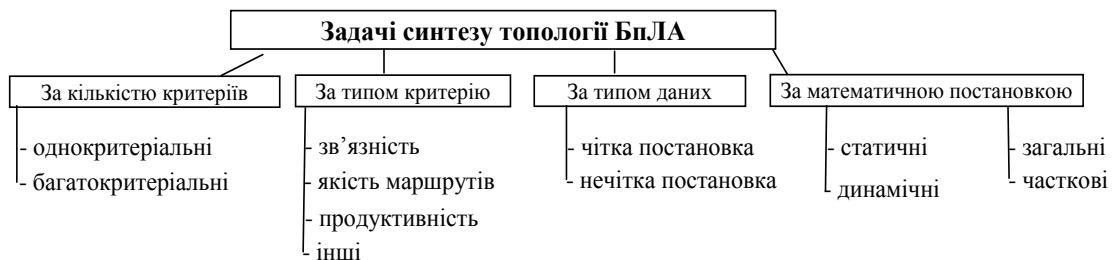 Задачі синтезу топології БпЛА
За кількістю критеріїв
- однокритеріальні
- багатокритеріальні
За типом критерію
- зв’язність
- якість маршрутів
- продуктивність
- інші
За типом даних
- чітка постановка
- нечітка постановка
За математичною постановкою
- статичні
- динамічні
- загальні
- часткові